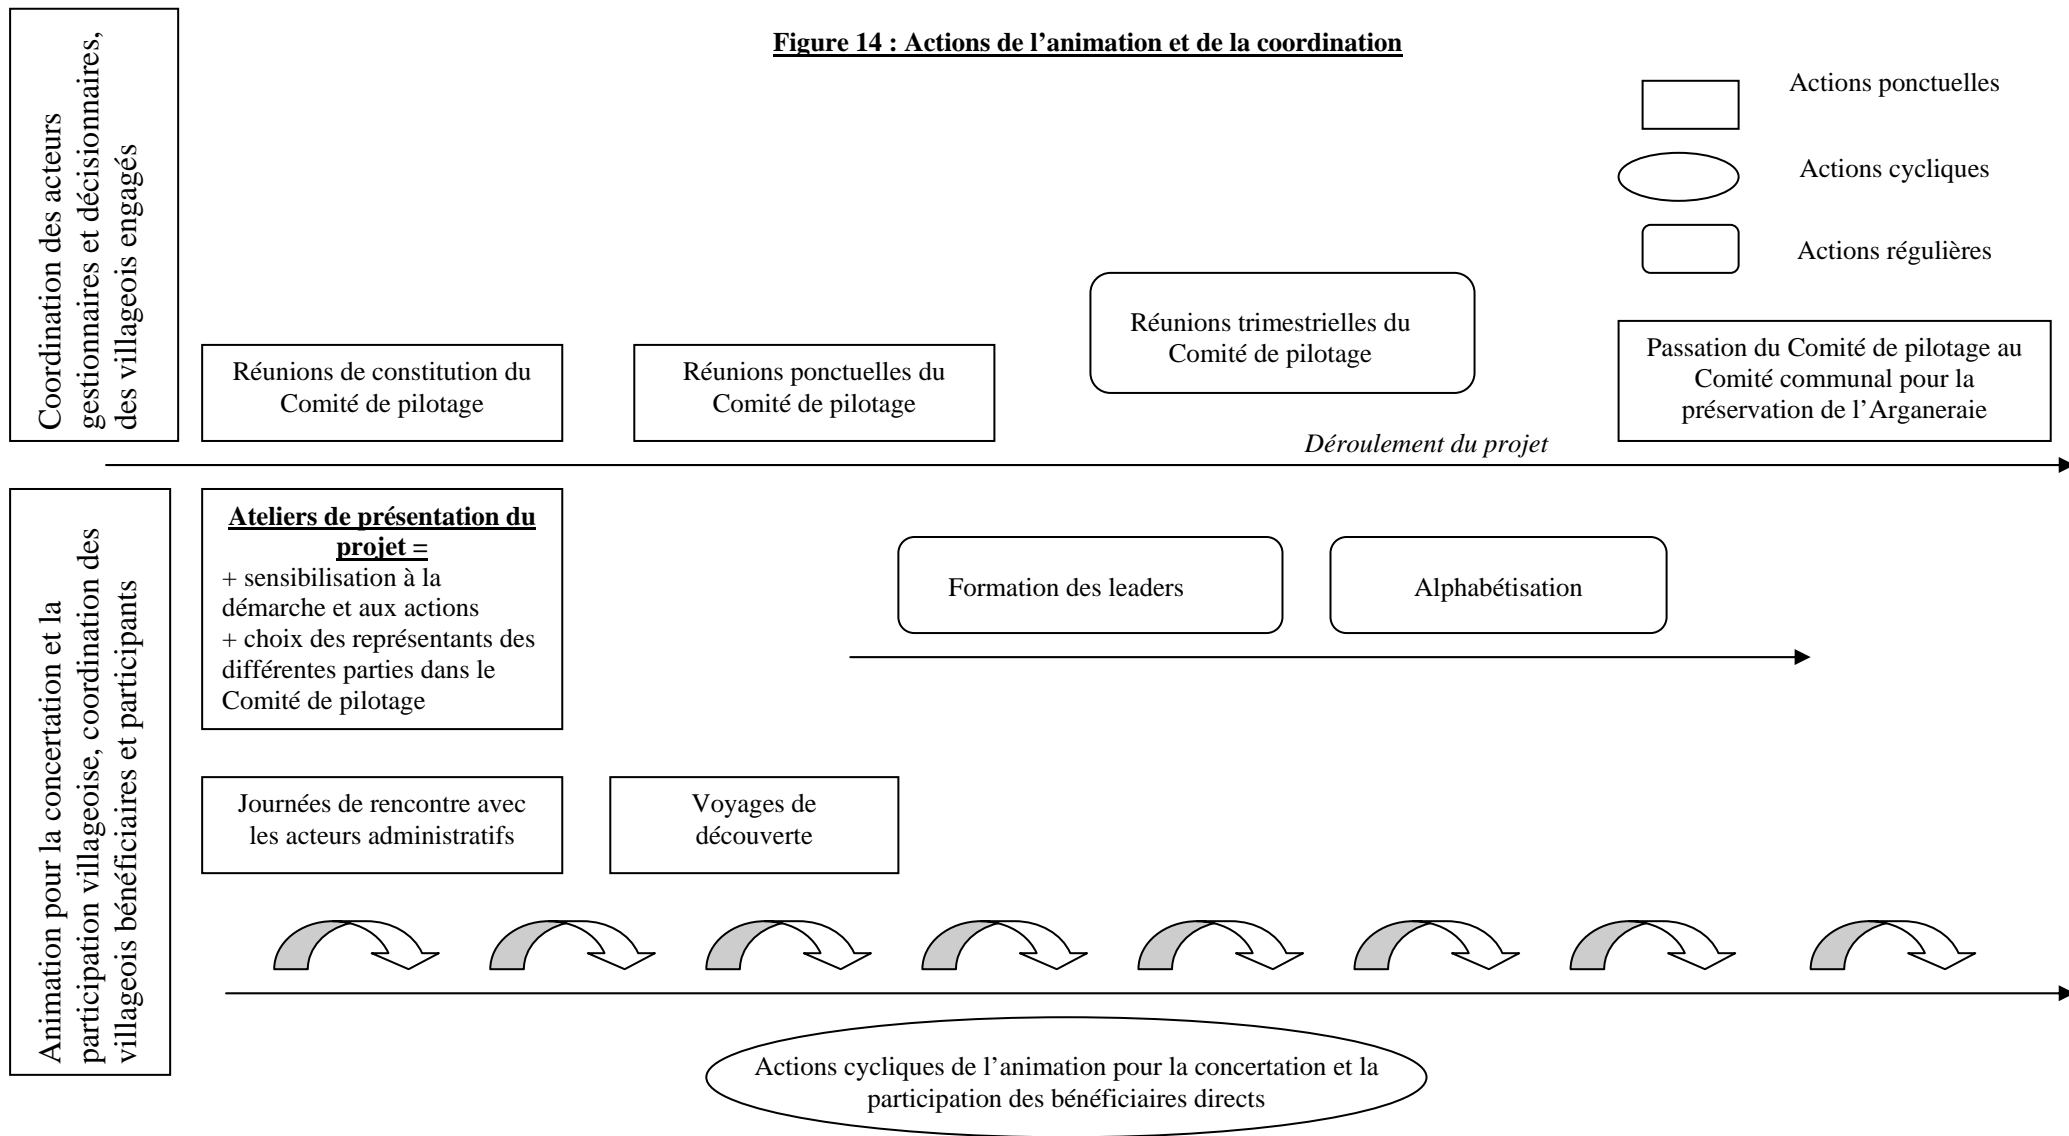 Figure 14 : Actions de l’animation et de la coordination
Coordination des acteurs
gestionnaires et décisionnaires,
des villageois engagés
Actions ponctuelles
Actions cycliques
Actions régulières
Réunions de constitution du
Comité de pilotage
Réunions ponctuelles du
Comité de pilotage
Réunions trimestrielles du
Comité de pilotage
Passation du Comité de pilotage au
Comité communal pour la
préservation de l’Arganeraie
Déroulement du projet
Animation pour la concertation et la
participation villageoise, coordination des
villageois bénéficiaires et participants
Ateliers de présentation du
projet =
+ sensibilisation à la
démarche et aux actions
+ choix des représentants des
différentes parties dans le
Comité de pilotage
Formation des leaders
Alphabétisation
Journées de rencontre avec
les acteurs administratifs
Voyages de
découverte
Actions cycliques de l’animation pour la concertation et la
participation des bénéficiaires directs